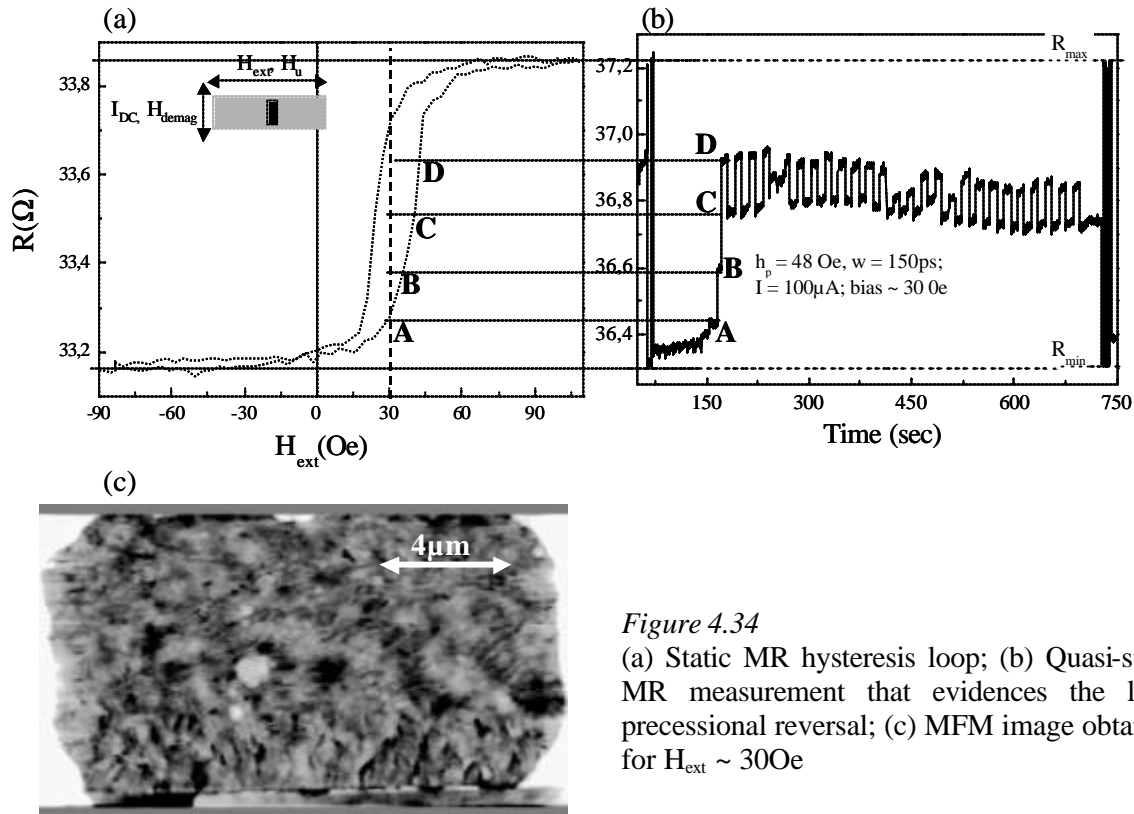 (a)
(b)
H_ext, H_u
I_DC, H_demag
33,8
33,6
33,4
33,2
R(Ω)
-90 -60 -30 0 30 60 90
H_ext(Oe)
D
C
B
A
37,2
37,0
36,8
36,6
36,4
R_max
D
C
B
A
h_p = 48 Oe, w = 150ps;
I = 100µA; bias ~ 30 0e
R_min
150 300 450 600 750
Time (sec)
(c)
4µm
Figure 4.34
(a) Static MR hysteresis loop; (b) Quasi-s
MR measurement that evidences the l
precessional reversal; (c) MFM image obta
for H_ext ~ 30Oe